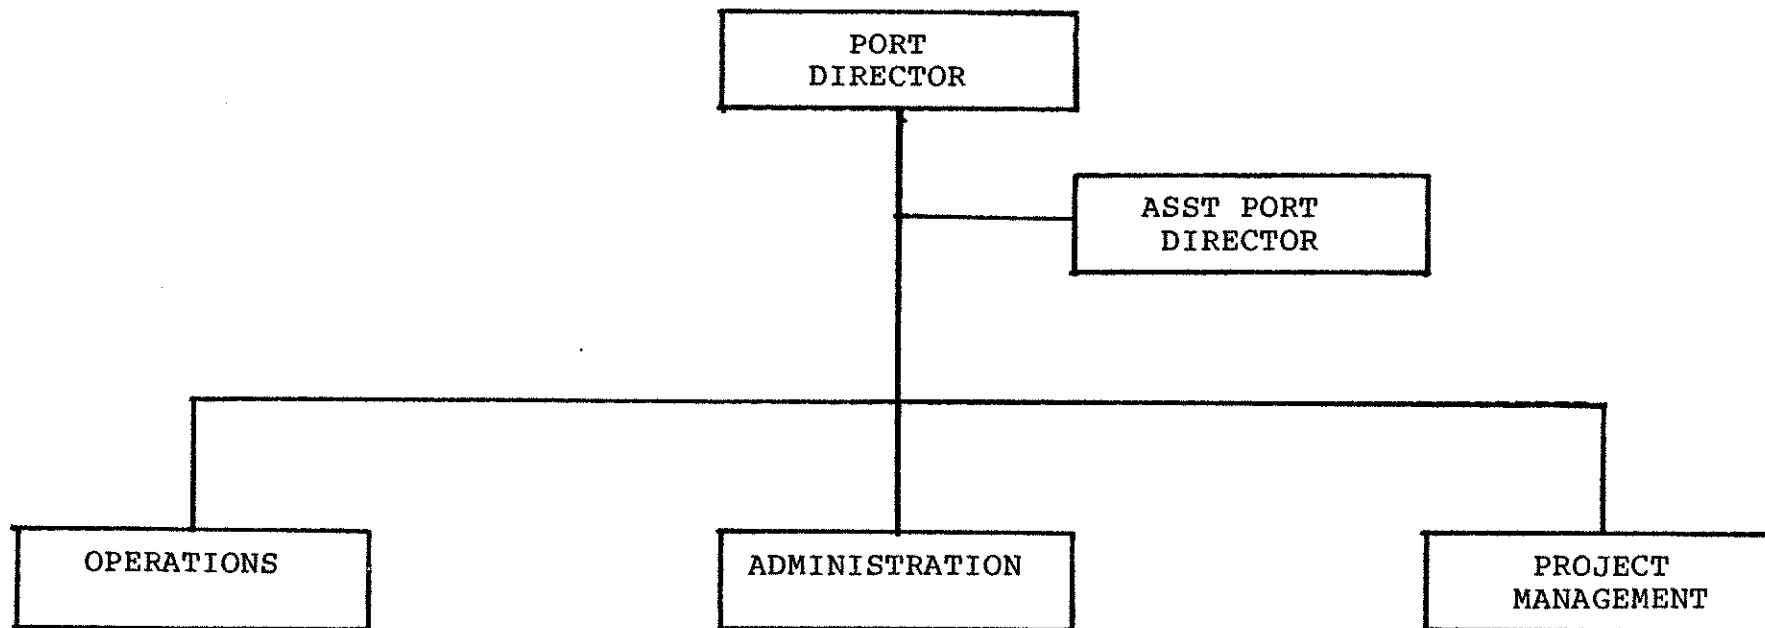 PORT
DIRECTOR
ASST PORT
DIRECTOR
OPERATIONS
ADMINISTRATION
PROJECT
MANAGEMENT